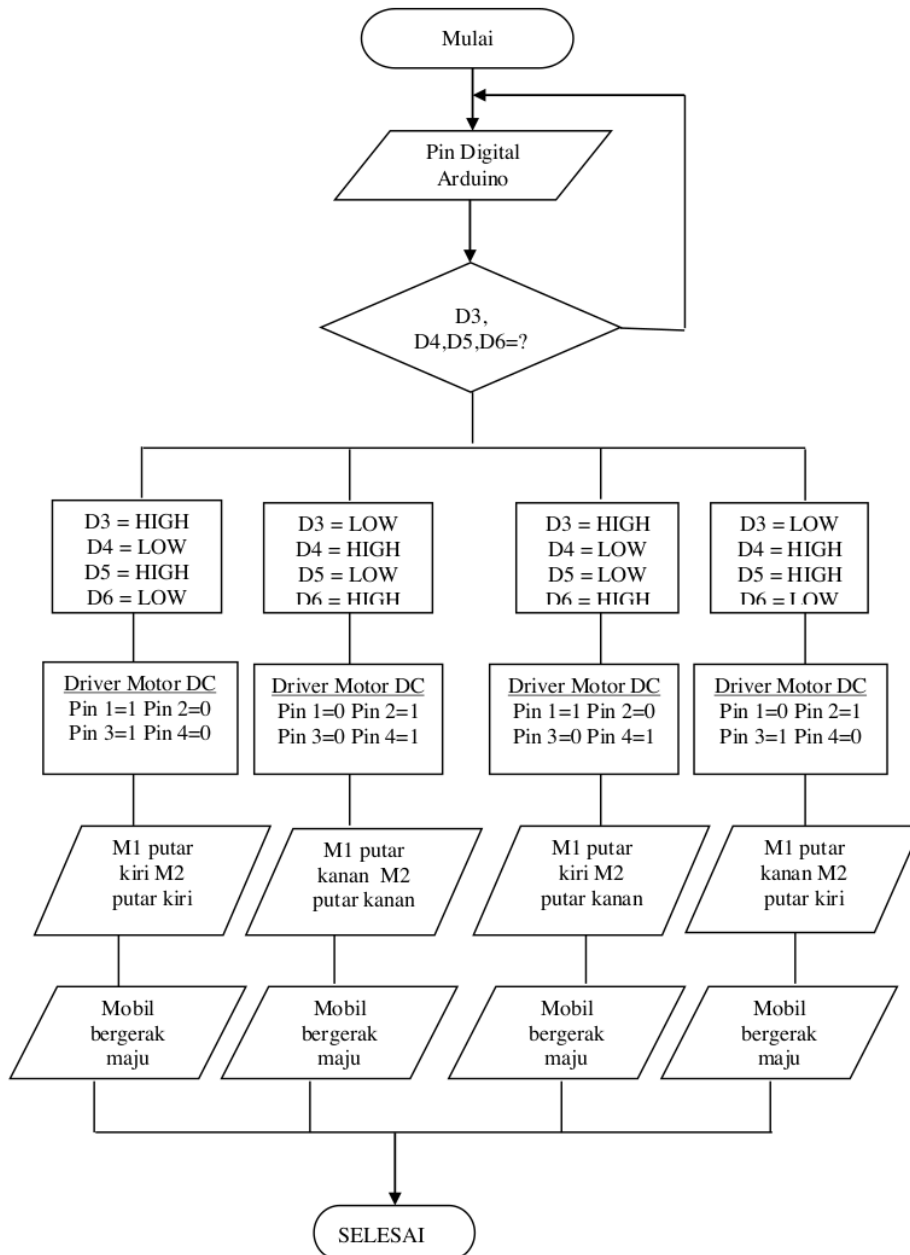 Mulai
Pin Digital
Arduino
D3,
D4,D5,D6=?
D3 = HIGH
D4 = LOW
D5 = HIGH
D6 = LOW
D3 = LOW
D4 = HIGH
D5 = LOW
D6 = HIGH
D3 = HIGH
D4 = LOW
D5 = LOW
D6 = HIGH
D3 = LOW
D4 = HIGH
D5 = HIGH
D6 = LOW
Driver Motor DC
Pin 1=1 Pin 2=0
Pin 3=1 Pin 4=0
Driver Motor DC
Pin 1=0 Pin 2=1
Pin 3=0 Pin 4=1
Driver Motor DC
Pin 1=1 Pin 2=0
Pin 3=0 Pin 4=1
Driver Motor DC
Pin 1=0 Pin 2=1
Pin 3=1 Pin 4=0
M1 putar
kiri M2
putar kiri
M1 putar
kanan M2
putar kanan
M1 putar
kiri M2
putar kanan
M1 putar
kanan M2
putar kiri
Mobil
bergerak
maju
Mobil
bergerak
maju
Mobil
bergerak
maju
Mobil
bergerak
maju
SELESAI